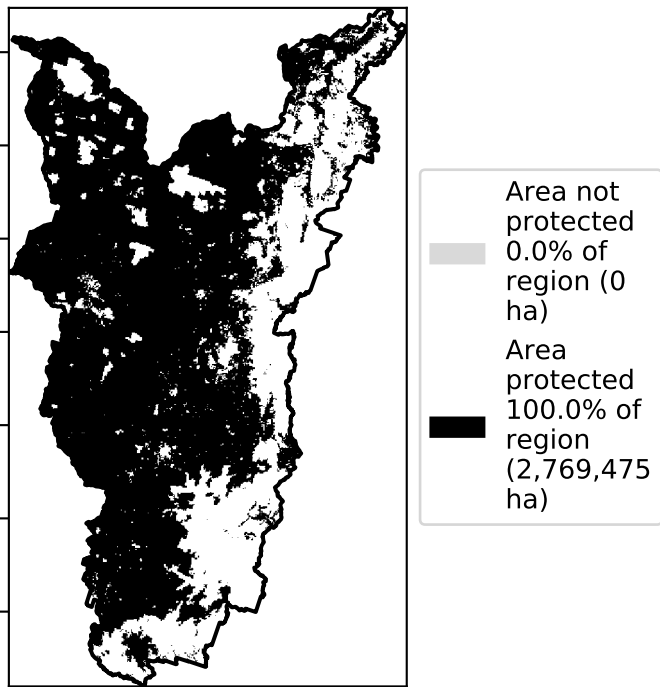 Area not
protected
0.0% of
region (0
ha)
Area
protected
100.0% of
region
(2,769,475
ha)